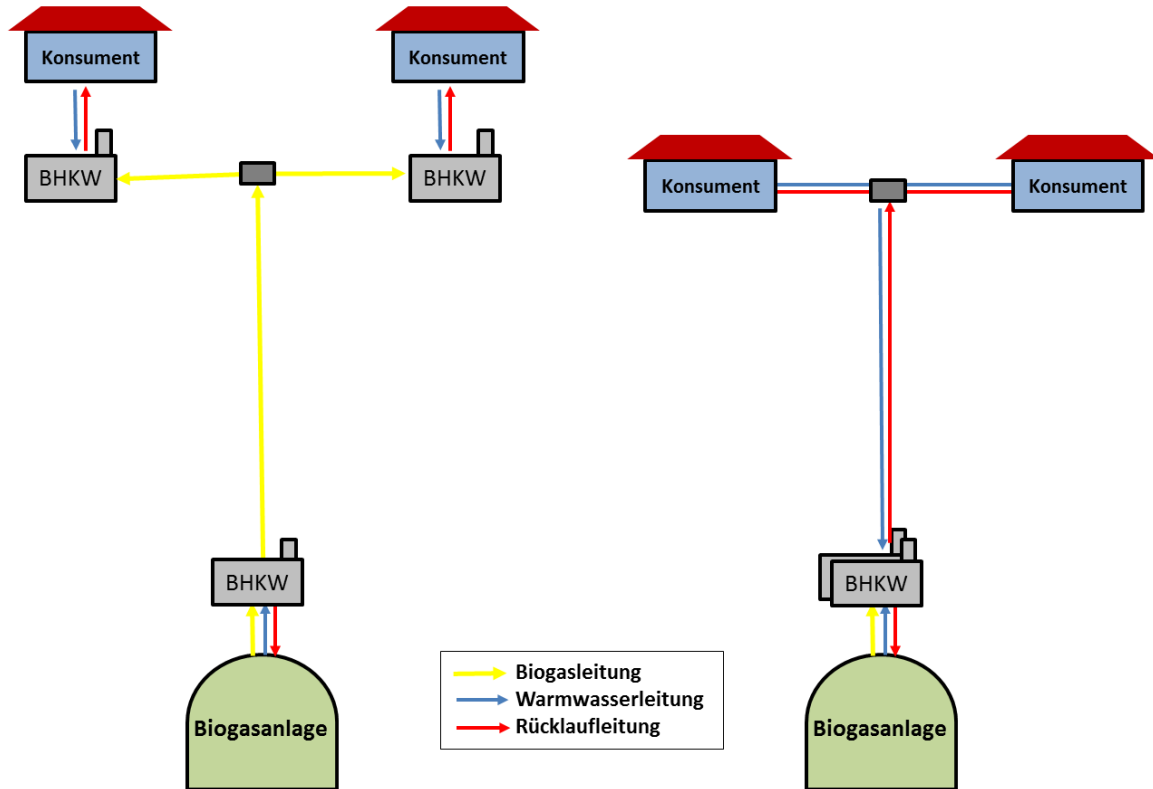 Konsument
Konsument
BHKW
BHKW
Konsument
Konsument
BHKW
BHKW
Biogasleitung
Warmwasserleitung
Rücklaufleitung
Biogasanlage
Biogasanlage